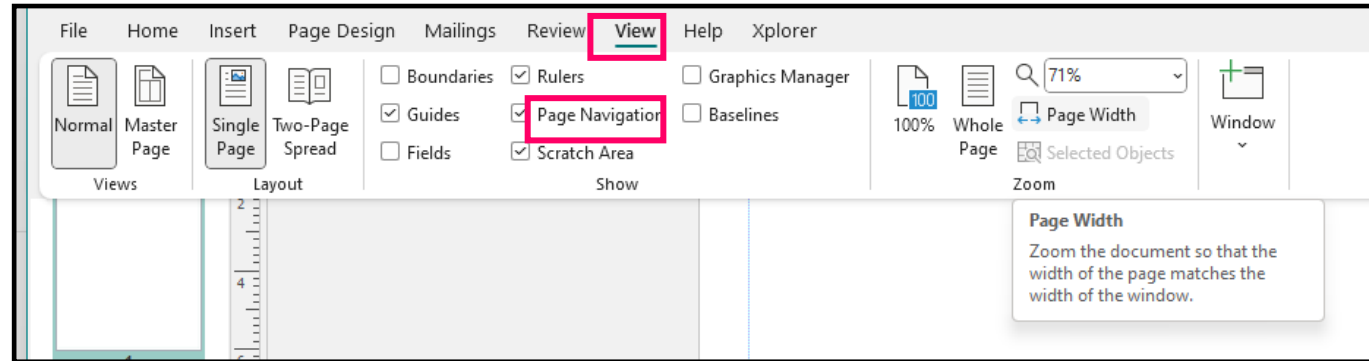 File Home Insert Page Design Mailings Review View Help Xplorer
Boundaries Rulers Graphics Manager 71%
Guides Page Navigation Baselines Page Width
Normal Master Page Single Page Two-Page Spread 100 100% Whole Page Window
Fields Scratch Area Selected Objects
Views Layout Show Zoom
2
Page Width
Zoom the document so that the
width of the page matches the
width of the window.
4